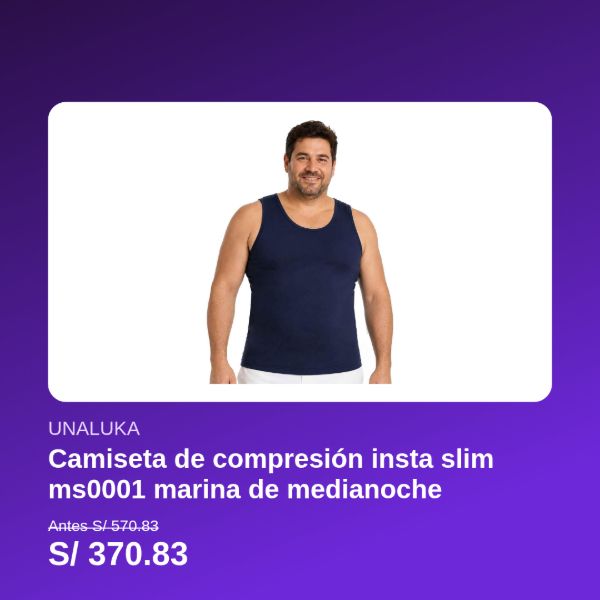 UNALUKA
Camiseta de compresión insta slim
ms0001 marina de medianoche
Antes S/ 570.83
S/ 370.83